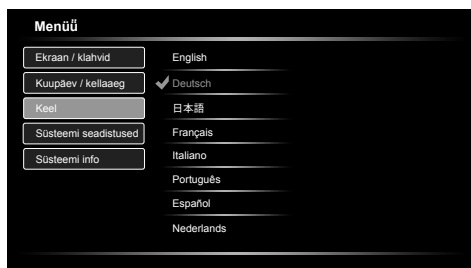 Menüű
Ekraan / klahvid
Kuupäev / kellaaeg
Keel
Süsteemi seadistused
Süsteemi info
English
Deutsch
日本語
Français
Italiano
Português
Español
Nederlands